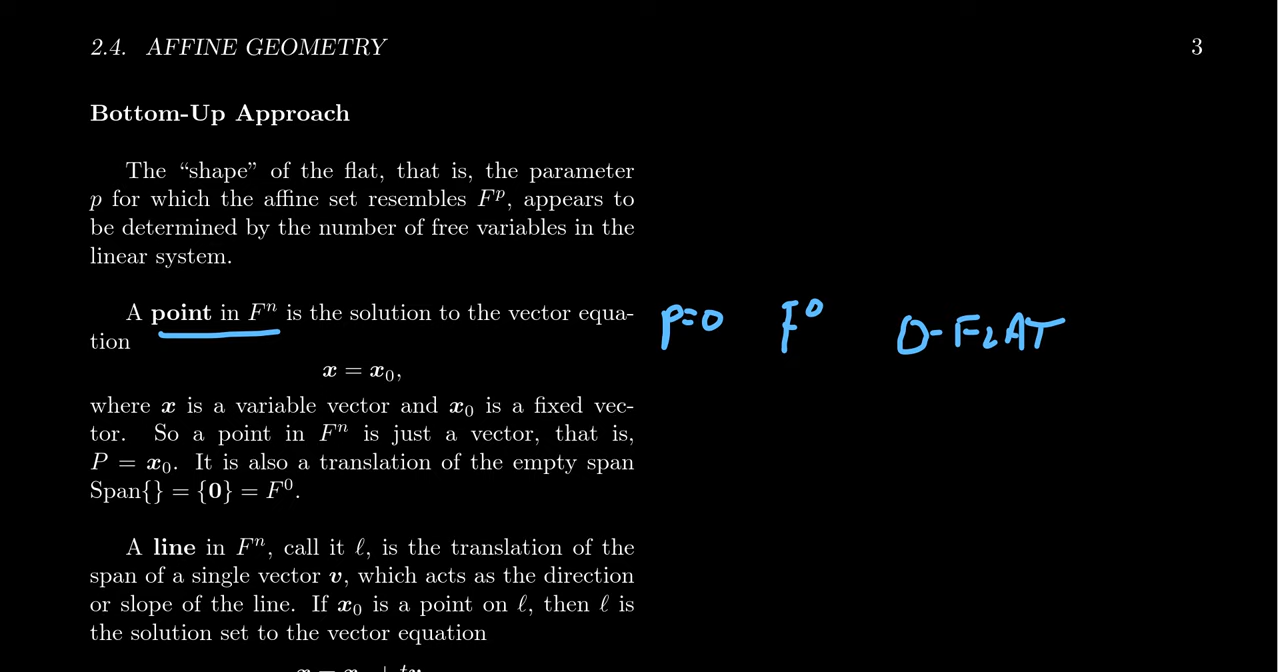 2.4. AFFINE GEOMETRY 3
Bottom-Up Approach
The “shape” of the flat, that is, the parameter
p for which the affine set resembles F^p, appears to
be determined by the number of free variables in the
linear system.
A point in F^n is the solution to the vector equa-
tion
p=0 F^0 0-FLAT
x = x₀,
where x is a variable vector and x₀ is a fixed vec-
tor. So a point in F^n is just a vector, that is,
P = x₀. It is also a translation of the empty span
Span{} = {0} = F^0.
A line in F^n, call it ℓ, is the translation of the
span of a single vector v, which acts as the direction
or slope of the line. If x₀ is a point on ℓ, then ℓ is
the solution set to the vector equation